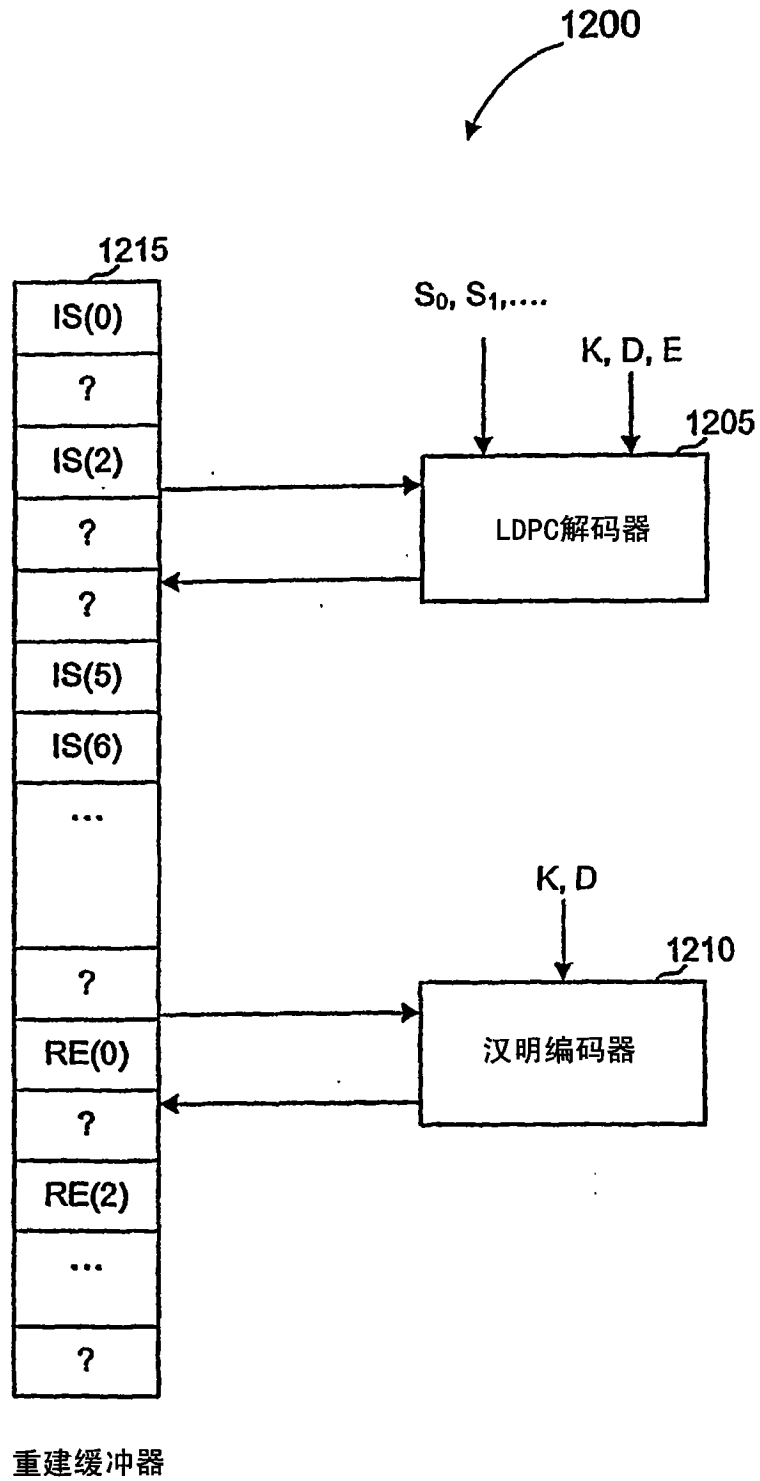 1200
1215
IS(0)
?
IS(2)
?
?
IS(5)
IS(6)
...
?
RE(0)
?
RE(2)
...
?
重建缓冲器
S₀, S₁,....
K, D, E
1205
LDPC解码器
K, D
1210
汉明编码器